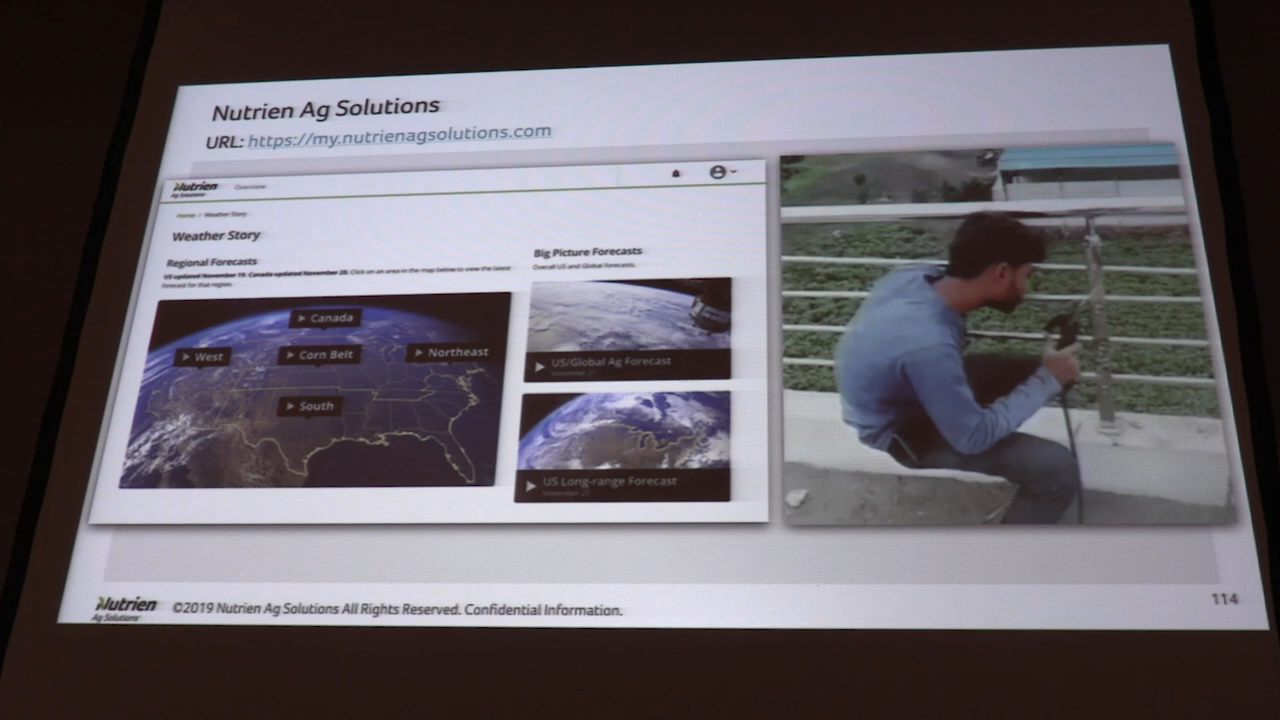 Nutrien Ag Solutions
URL: https://my.nutrienagsolutions.com
Nutrien
Ag Solutions
Overview
Home / Weather Story
Weather Story
Regional Forecasts
US updated November 19: Canada updated November 20: Click on an area in the map below to view the latest
forecast for that region.
Big Picture Forecasts
Overall US and Global forecasts.
Canada
West
Corn Belt
Northeast
South
US/Global Ag Forecast
November 21
US Long-range Forecast
November 20
Nutrien
Ag Solutions
©2019 Nutrien Ag Solutions All Rights Reserved. Confidential Information.
114